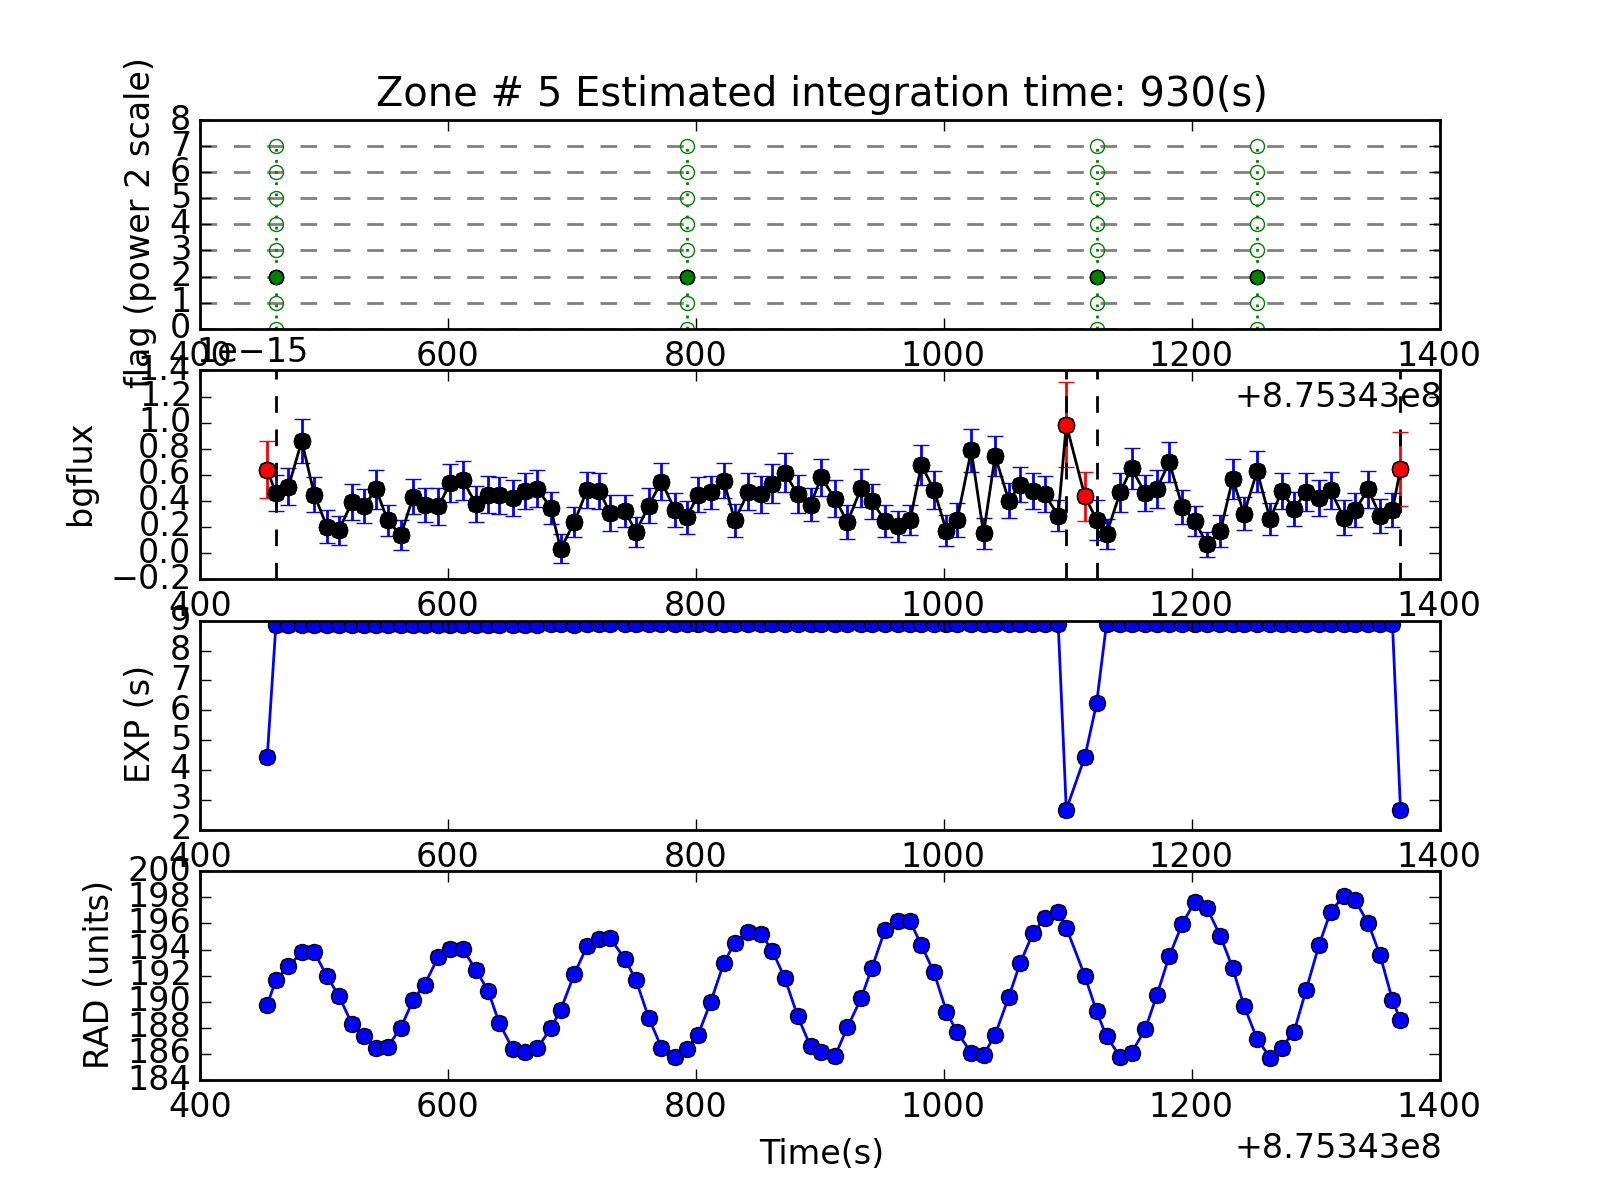 Zone # 5 Estimated integration time: 930(s)
flag (power 2 scale)
8
7
6
5
4
3
2
1
0
400 600 800 1000 1200 1400
1e−15
+8.75343e8
bgflux
1.4
1.2
1.0
0.8
0.6
0.4
0.2
0.0
−0.2
400 600 800 1000 1200 1400
EXP (s)
9
8
7
6
5
4
3
2
400 600 800 1000 1200 1400
RAD (units)
200
198
196
194
192
190
188
186
184
400 600 800 1000 1200 1400
Time(s)
+8.75343e8